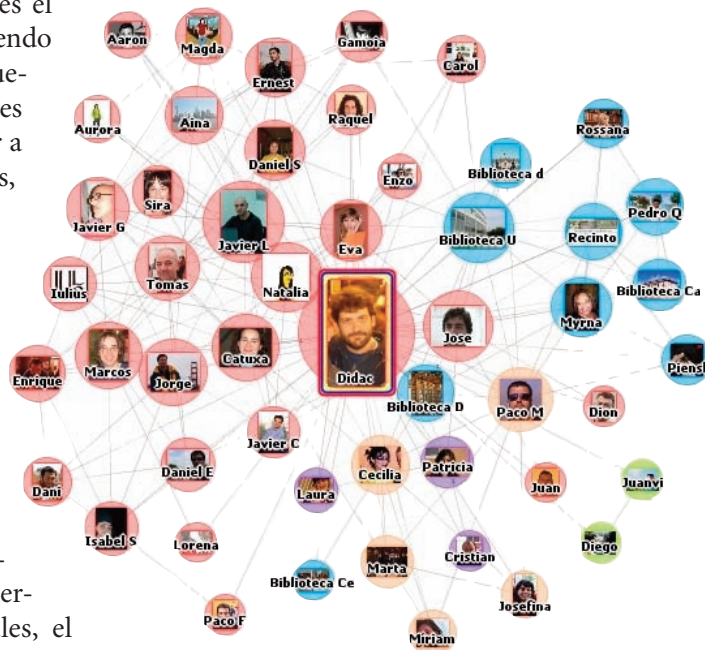 es el
endo
ue-
es
r a
s,
Aaron
Magda
Gamoia
Ernest
Carol
Aurora
Aina
Raquel
Rossana
Daniel S
Enzo
Biblioteca d
Sira
Javier G
Javier L
Eva
Biblioteca U
Recinto
Pedro Q
Iulius
Tomas
Natalia
Biblioteca Ca
Myrna
Jose
Enrique
Marcos
Jorge
Catuxa
Didac
Piensl
Biblioteca D
Paco M
Dion
Javier C
Dani
Daniel E
Laura
Cecilia
Patricia
Juan
Juanvi
Isabel S
Lorena
Biblioteca Ce
Marta
Cristian
Diego
Paco F
Josefina
Miriam
-
er-
les, el